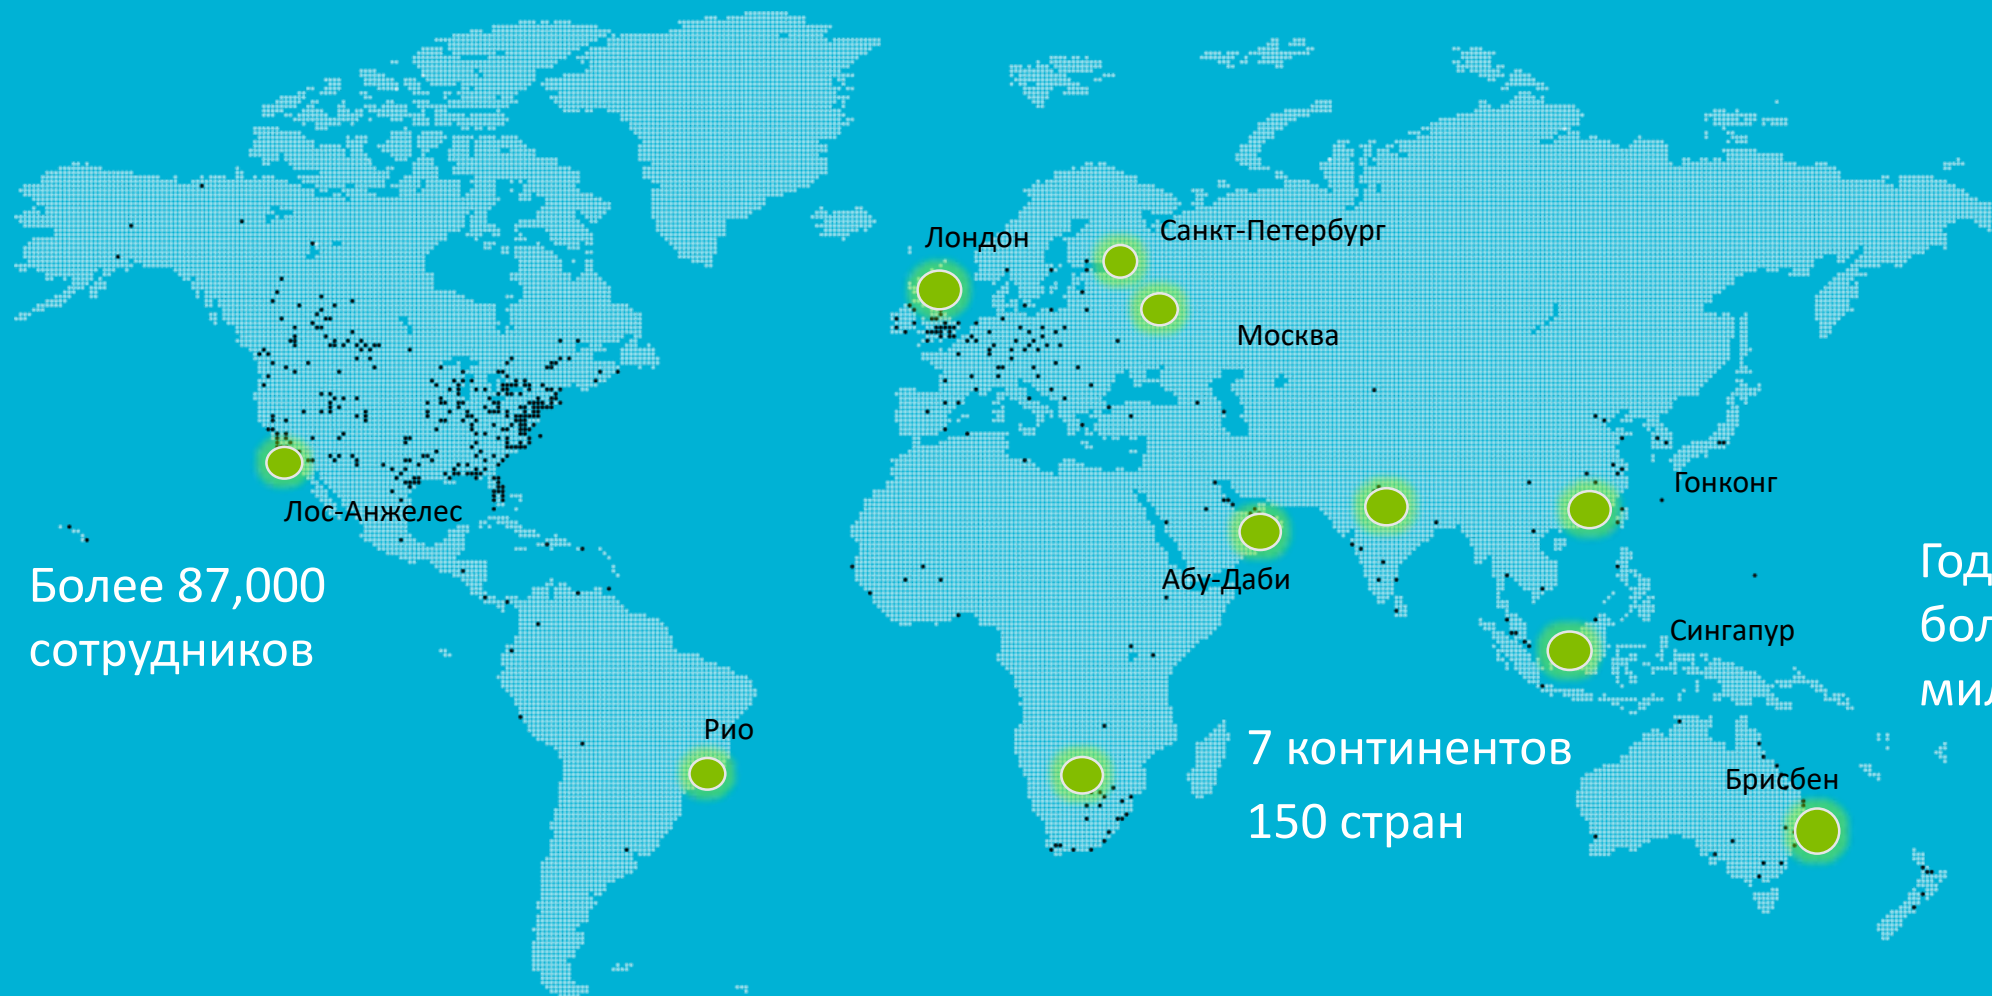 Лондон
Санкт-Петербург
Москва
Лос-Анжелес
Гонконг
Абу-Даби
Более 87,000
сотрудников
Сингапур
Рио
7 континентов
150 стран
Брисбен